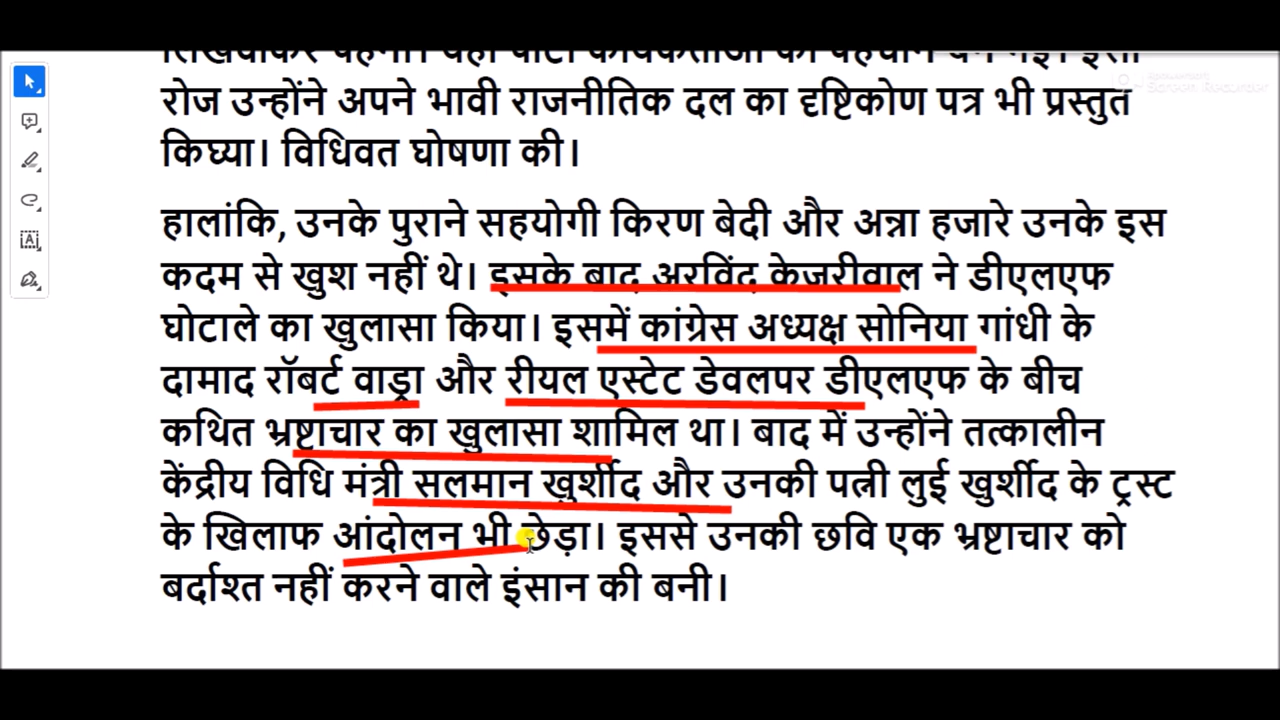 रोज उन्होंने अपने भावी राजनीतिक दल का दृष्टिकोण पत्र भी प्रस्तुत
किघ्या। विधिवत घोषणा की।
हालांकि, उनके पुराने सहयोगी किरण बेदी और अन्ना हजारे उनके इस
कदम से खुश नहीं थे। इसके बाद अरविंद केजरीवाल ने डीएलएफ
घोटाले का खुलासा किया। इसमें कांग्रेस अध्यक्ष सोनिया गांधी के
दामाद रॉबर्ट वाड्रा और रीयल एस्टेट डेवलपर डीएलएफ के बीच
कथित भ्रष्टाचार का खुलासा शामिल था। बाद में उन्होंने तत्कालीन
केंद्रीय विधि मंत्री सलमान खुर्शीद और उनकी पत्नी लुई खुर्शीद के ट्रस्ट
के खिलाफ आंदोलन भी छेड़ा। इससे उनकी छवि एक भ्रष्टाचार को
बर्दाश्त नहीं करने वाले इंसान की बनी।